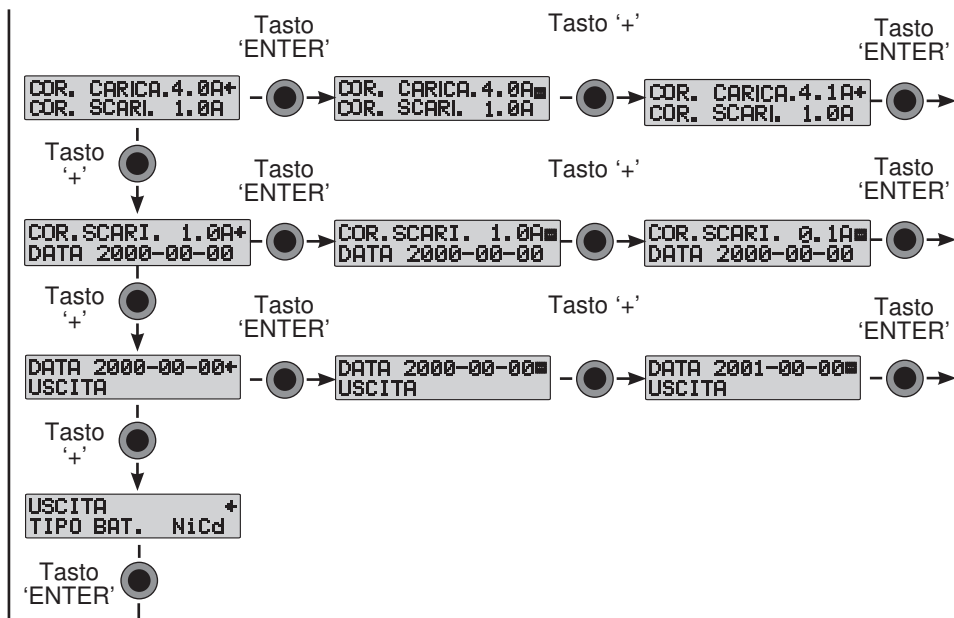 Tasto
'ENTER'
Tasto '+'
Tasto
'ENTER'
COR. CARICA.4.0A
COR. SCARI. 1.0A
COR. CARICA.4.0A
COR. SCARI. 1.0A
COR. CARICA.4.1A
COR. SCARI. 1.0A
Tasto
'+'
Tasto
'ENTER'
Tasto '+'
Tasto
'ENTER'
COR.SCARI. 1.0A
DATA 2000-00-00
COR.SCARI. 1.0A
DATA 2000-00-00
COR.SCARI. 0.1A
DATA 2000-00-00
Tasto
'+'
Tasto
'ENTER'
Tasto '+'
Tasto
'ENTER'
DATA 2000-00-00
USCITA
DATA 2000-00-00
USCITA
DATA 2001-00-00
USCITA
Tasto
'+'
USCITA
TIPO BAT. NiCd
Tasto
'ENTER'